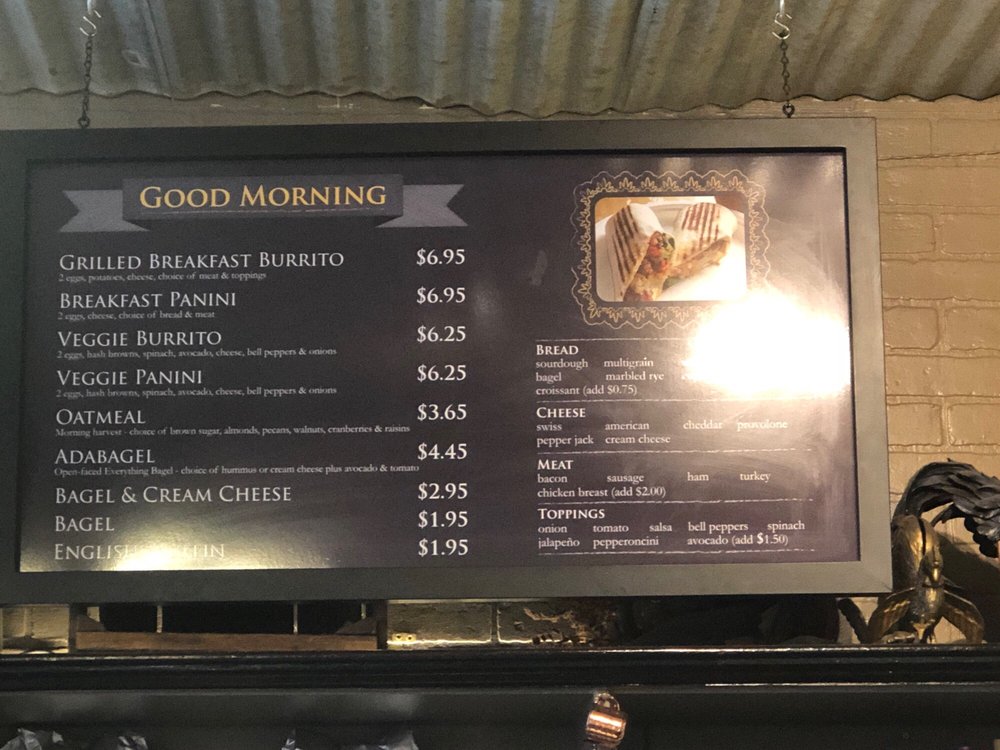 GOOD MORNING
GRILLED BREAKFAST BURRITO $6.95
2 eggs, potatoes, cheese, choice of meat & toppings
BREAKFAST PANINI $6.95
2 eggs, cheese, choice of bread & meat
VEGGIE BURRITO $6.25
2 eggs, hash browns, spinach, avocado, cheese, bell peppers & onions
VEGGIE PANINI $6.25
2 eggs, hash browns, spinach, avocado, cheese, bell peppers & onions
OATMEAL $3.65
Morning harvest - choice of brown sugar, almonds, pecans, walnuts, cranberries & raisins
ADABAGEL $4.45
Open-faced Everything Bagel - choice of hummus or cream cheese plus avocado & tomato
BAGEL & CREAM CHEESE $2.95
BAGEL $1.95
ENGLISH $1.95
BREAD
sourdough multigrain
bagel marbled rye
croissant (add $0.75)
CHEESE
swiss american cheddar provolone
pepper jack cream cheese
MEAT
bacon sausage ham turkey
chicken breast (add $2.00)
TOPPINGS
onion tomato salsa bell peppers spinach
jalapeño pepperoncini avocado (add $1.50)